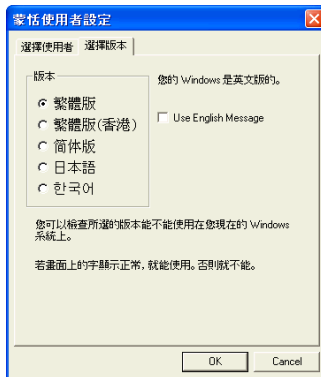 蒙恬使用者設定
選擇使用者 選擇版本
版本
繁體版
繁體版(香港)
简体版
日本語
한국어
您的 Windows 是英文版的。
Use English Message
您可以檢查所選的版本能不能使用在您現在的 Windows
系統上。
若畫面上的字顯示正常，就能使用。否則就不能。
OK Cancel